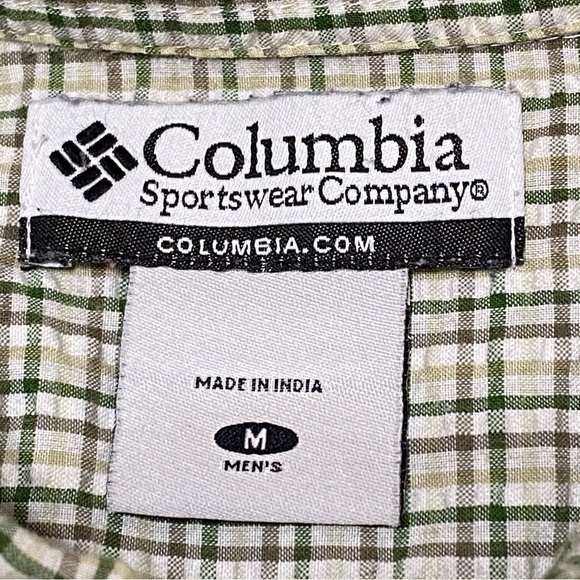 Columbia
Sportswear Company®
COLUMBIA.COM
MADE IN INDIA
M
MEN'S